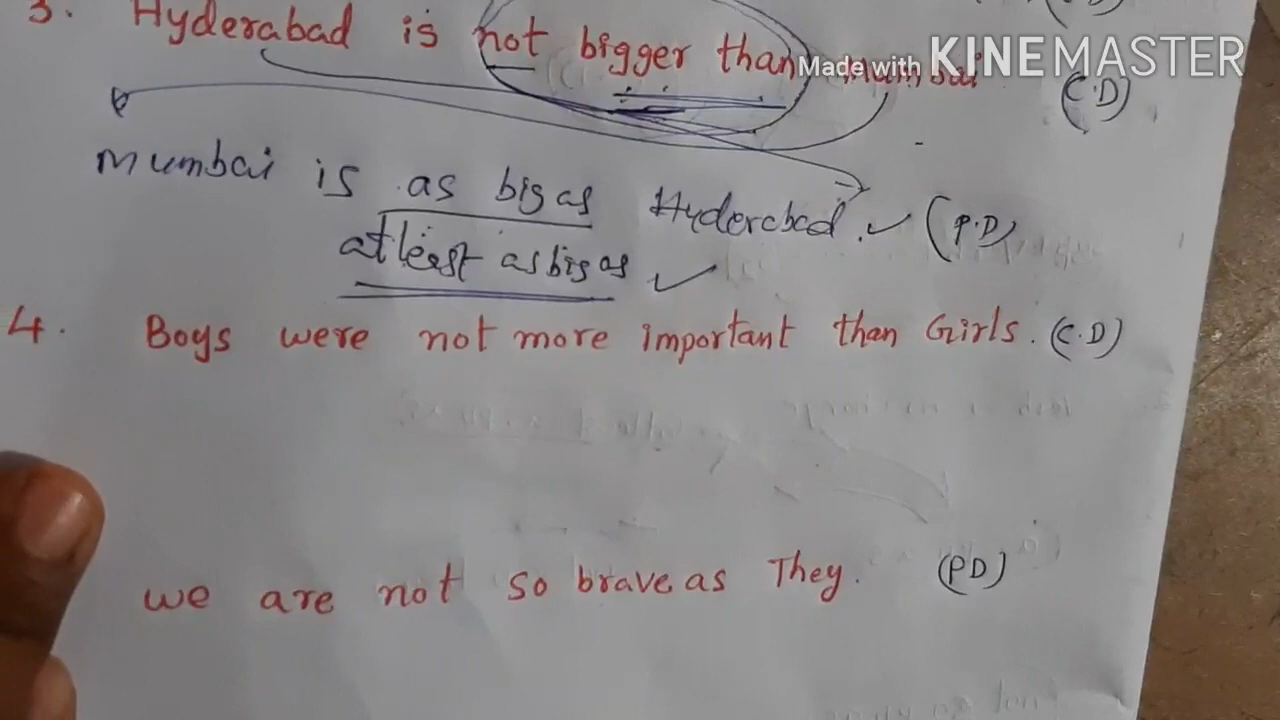 3. Hyderabad is not bigger than Mumbai (C.D)
Made with KINEMASTER
Mumbai is as big as Hyderabad. (P.D)
atleast as big as
4. Boys were not more important than Girls. (C.D)
we are not so brave as They. (PD)